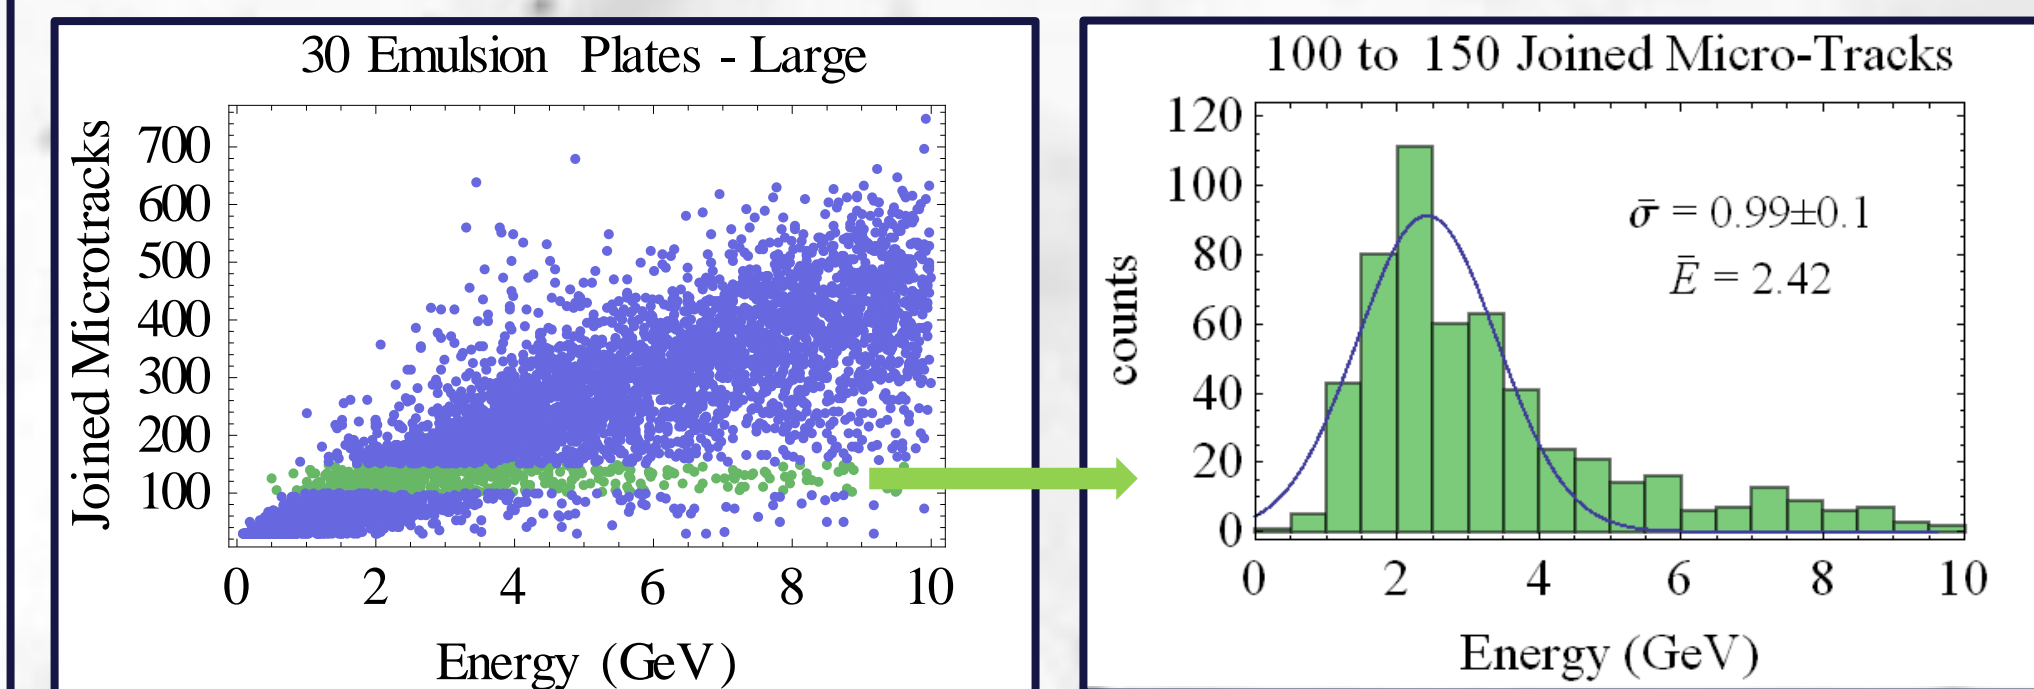 30 Emulsion Plates - Large
Joined Microtracks
700
600
500
400
300
200
100
0 2 4 6 8 10
Energy (GeV)
100 to 150 Joined Micro-Tracks
counts
120
100
80
60
40
20
0
σ̄ = 0.99±0.1
Ē = 2.42
0 2 4 6 8 10
Energy (GeV)